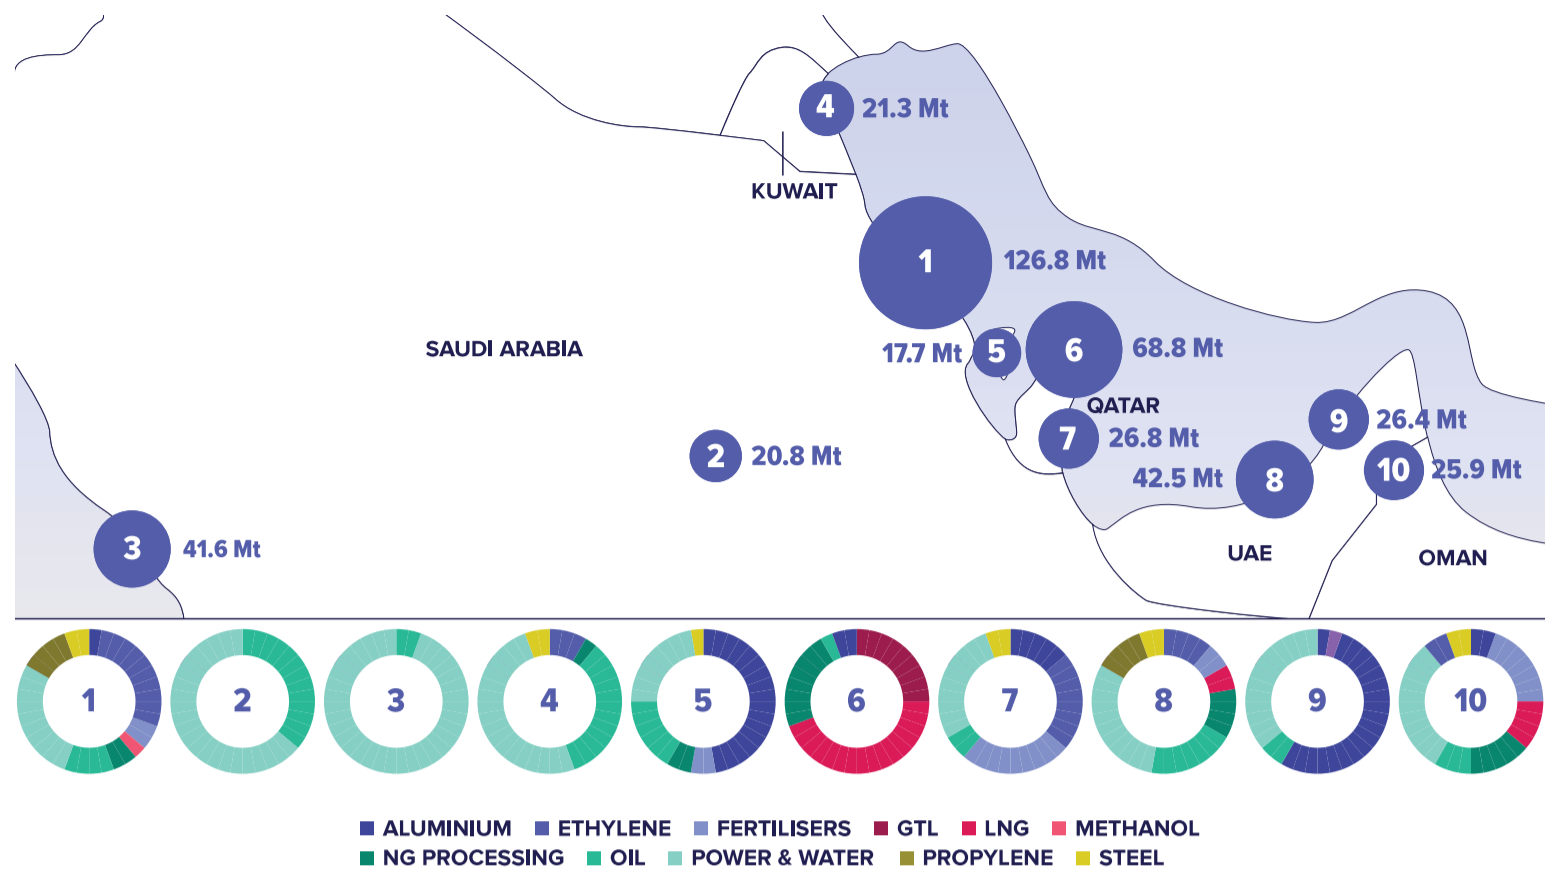 4 21.3 Mt
KUWAIT
1 126.8 Mt
SAUDI ARABIA
17.7 Mt 5
6 68.8 Mt
QATAR
7 26.8 Mt
9 26.4 Mt
2 20.8 Mt
42.5 Mt 8
10 25.9 Mt
3 41.6 Mt
UAE
OMAN
1 2 3 4 5 6 7 8 9 10
ALUMINIUM ETHYLENE FERTILISERS GTL LNG METHANOL
NG PROCESSING OIL POWER & WATER PROPYLENE STEEL